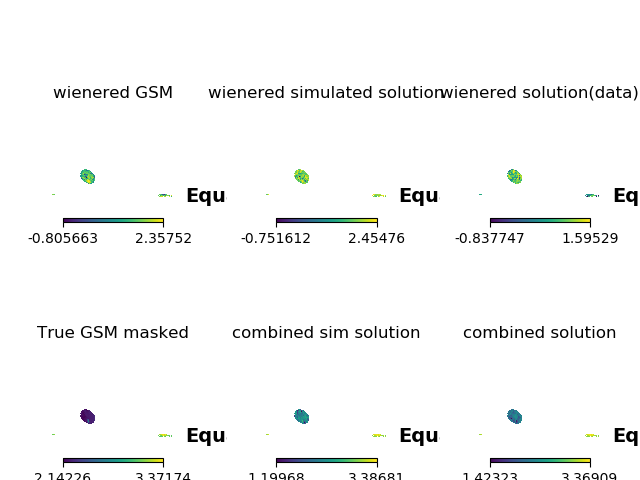 wienered GSM
wienered simulated solution
wienered solution(data)
Equ
Equ
Eq
-0.805663 2.35752
-0.751612 2.45476
-0.837747 1.59529
True GSM masked
combined sim solution
combined solution
Equ
Equ
Eq
2.14226 3.37174
1.19968 3.38681
1.42323 3.36909